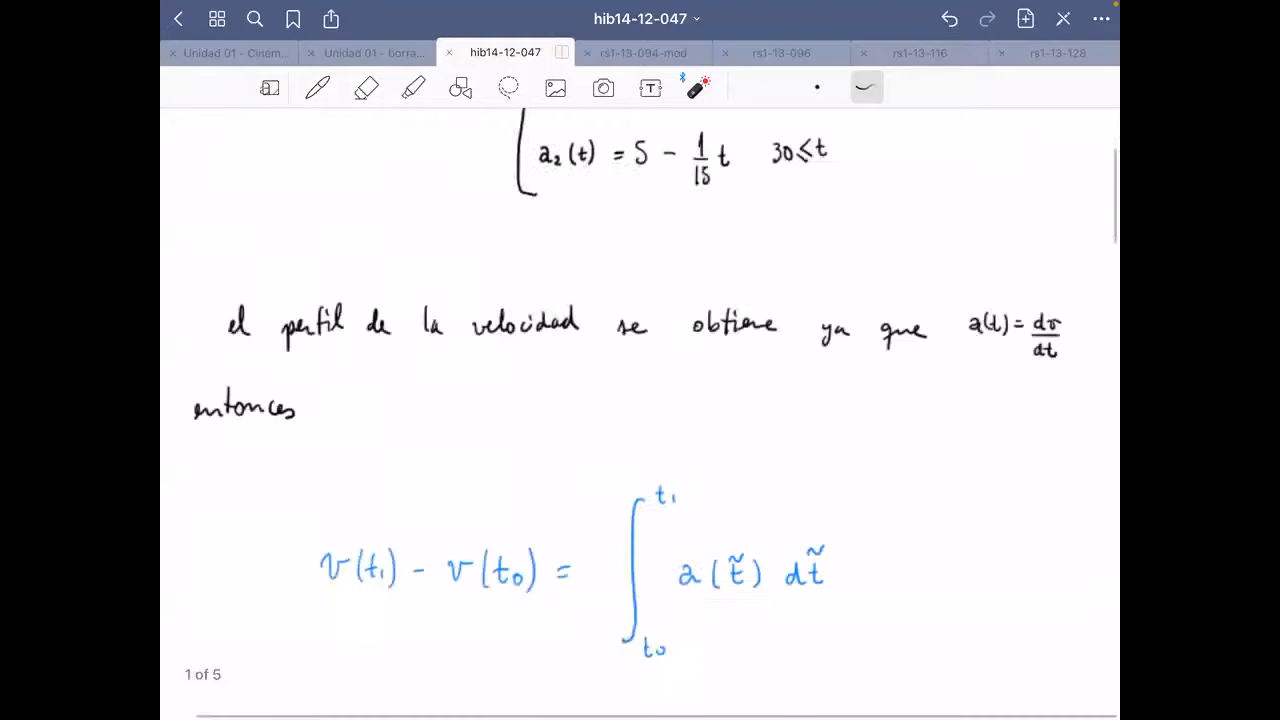 hib14-12-047
Unidad 01 - Cinem...
Unidad 01 - borra...
hib14-12-047
rs1-13-094-mod
rs1-13-096
rs1-13-116
rs1-13-128
a₂(t) = 5 - 1/15 t 30 ≤ t
el perfil de la velocidad se obtiene ya que a(t) = dv/dt
entonces
v(t₁) - v(t₀) = ∫_{t₀}^{t₁} a(t̃) dt̃
1 of 5